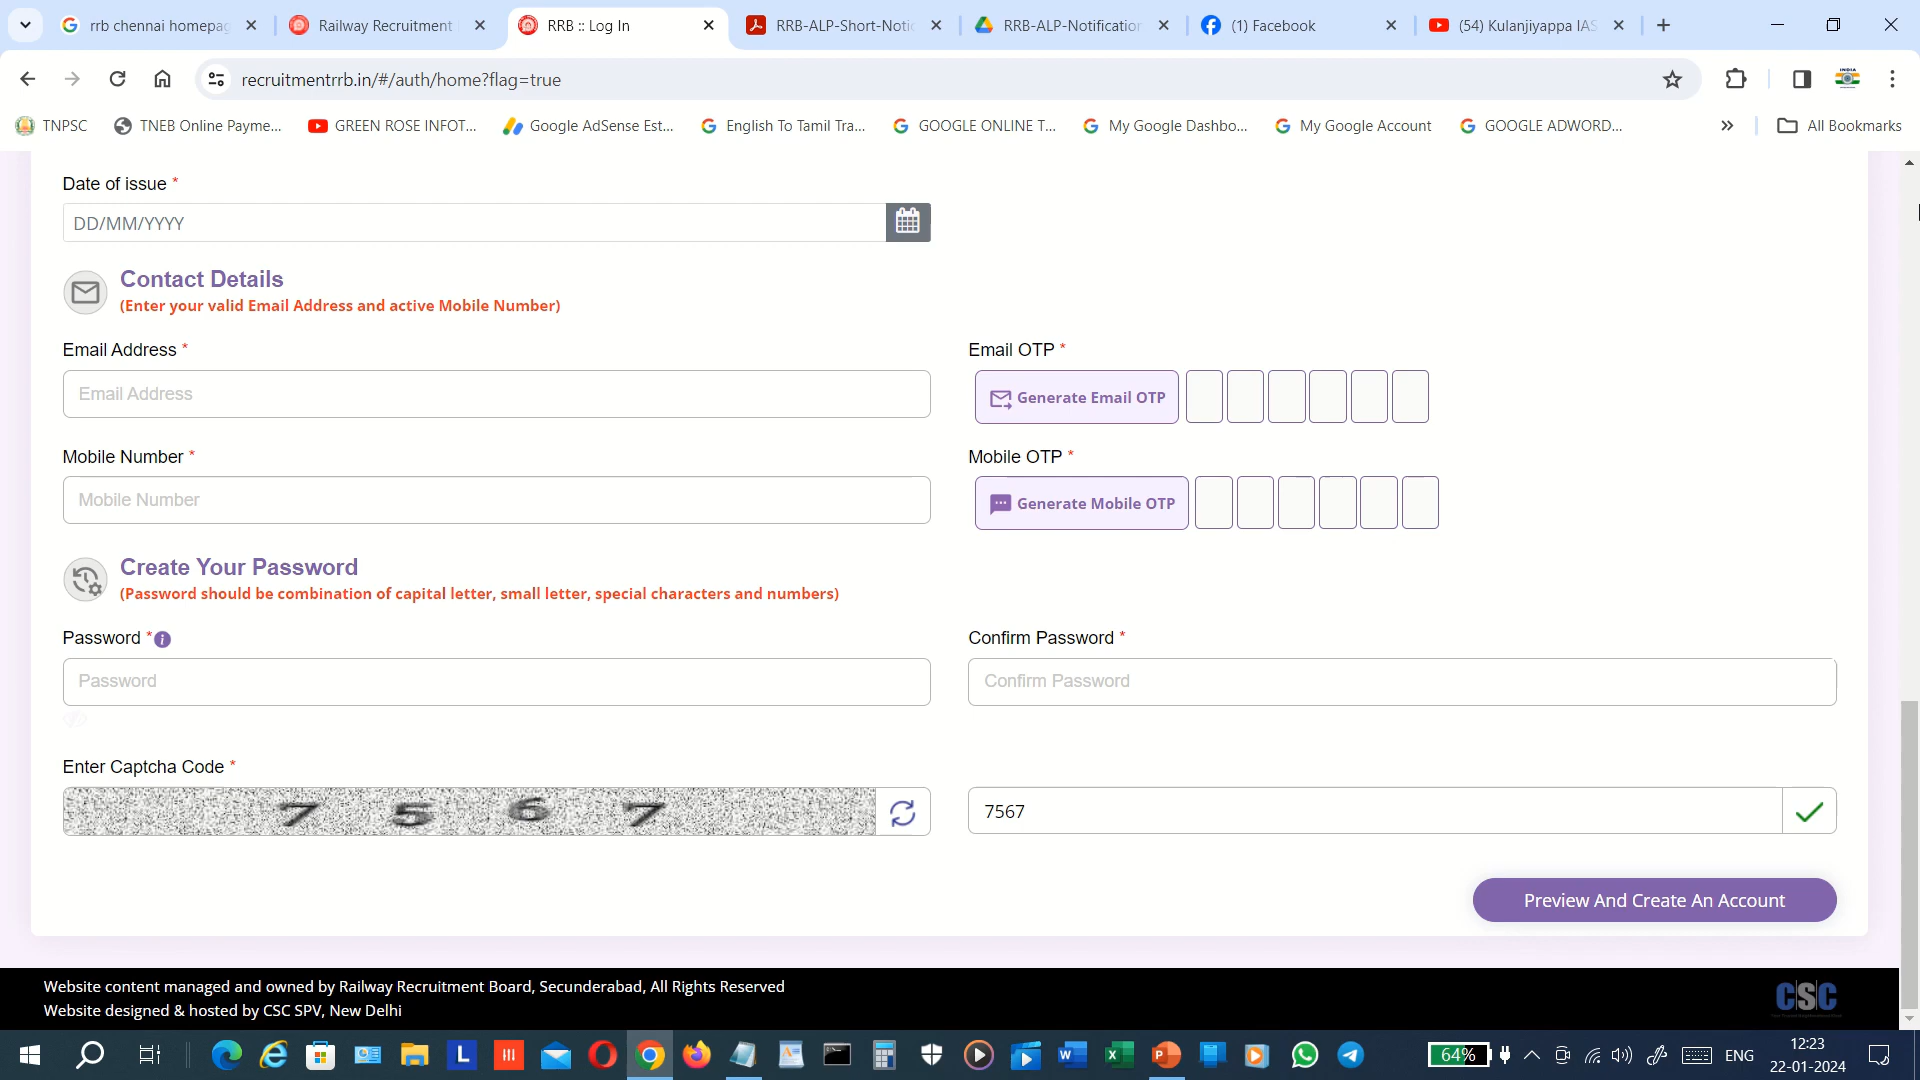 rrb chennai homepag
Railway Recruitment
RRB :: Log In
RRB-ALP-Short-Notic
RRB-ALP-Notification
(1) Facebook
(54) Kulanjiyappa IAS
recruitmentrrb.in/#/auth/home?flag=true
TNPSC
TNEB Online Payme...
GREEN ROSE INFOT...
Google AdSense Est...
English To Tamil Tra...
GOOGLE ONLINE T...
My Google Dashbo...
My Google Account
GOOGLE ADWORD...
All Bookmarks
Date of issue *
DD/MM/YYYY
Contact Details
(Enter your valid Email Address and active Mobile Number)
Email Address *
Email OTP *
Email Address
Generate Email OTP
Mobile Number *
Mobile OTP *
Mobile Number
Generate Mobile OTP
Create Your Password
(Password should be combination of capital letter, small letter, special characters and numbers)
Password *
Confirm Password *
Password
Confirm Password
Enter Captcha Code *
7 5 6 7
7567
Preview And Create An Account
Website content managed and owned by Railway Recruitment Board, Secunderabad, All Rights Reserved
Website designed & hosted by CSC SPV, New Delhi
CSC
64%
ENG
12:23
22-01-2024